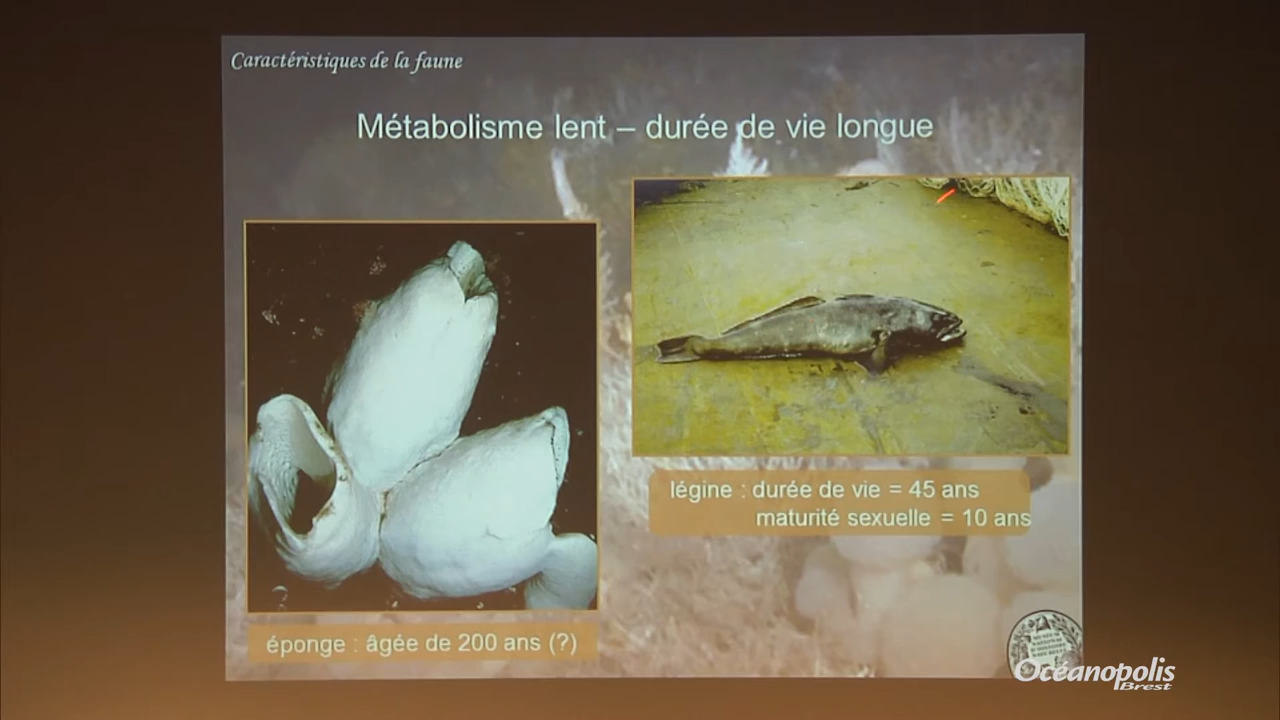 Caractéristiques de la faune
Métabolisme lent – durée de vie longue
légine : durée de vie = 45 ans
maturité sexuelle = 10 ans
éponge : âgée de 200 ans (?)
Océanopolis
Brest